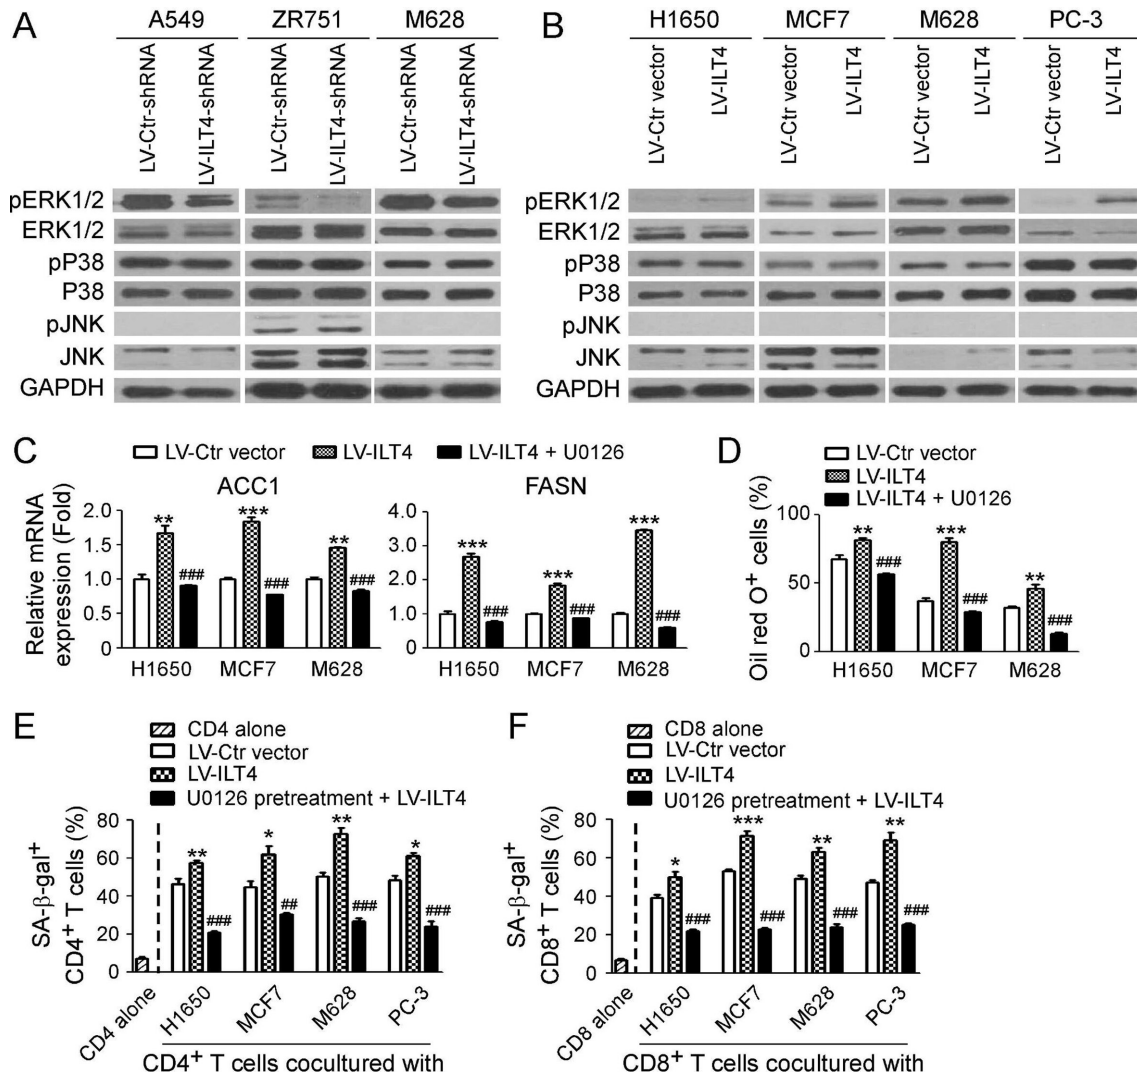 A
A549
ZR751
M628
LV-Ctr-shRNA
LV-ILT4-shRNA
LV-Ctr-shRNA
LV-ILT4-shRNA
LV-Ctr-shRNA
LV-ILT4-shRNA
pERK1/2
ERK1/2
pP38
P38
pJNK
JNK
GAPDH
B
H1650
MCF7
M628
PC-3
LV-Ctr vector
LV-ILT4
LV-Ctr vector
LV-ILT4
LV-Ctr vector
LV-ILT4
LV-Ctr vector
LV-ILT4
pERK1/2
ERK1/2
pP38
P38
pJNK
JNK
GAPDH
C
LV-Ctr vector
LV-ILT4
LV-ILT4 + U0126
Relative mRNA
expression (Fold)
ACC1
2.0
1.5
1.0
0.5
0
** ### *** ### ** ###
H1650 MCF7 M628
FASN
4.0
3.0
2.0
1.0
0
*** ### *** ### *** ###
H1650 MCF7 M628
D
LV-Ctr vector
LV-ILT4
LV-ILT4 + U0126
Oil red O+ cells (%)
100
50
0
** ### *** ### ** ###
H1650 MCF7 M628
E
CD4 alone
LV-Ctr vector
LV-ILT4
U0126 pretreatment + LV-ILT4
SA-β-gal+
CD4+ T cells (%)
80
60
40
20
0
** ### * ## ** ### * ###
CD4 alone
H1650
MCF7
M628
PC-3
CD4+ T cells cocultured with
F
CD8 alone
LV-Ctr vector
LV-ILT4
U0126 pretreatment + LV-ILT4
SA-β-gal+
CD8+ T cells (%)
80
60
40
20
0
* ### *** ### ** ### ** ###
CD8 alone
H1650
MCF7
M628
PC-3
CD8+ T cells cocultured with